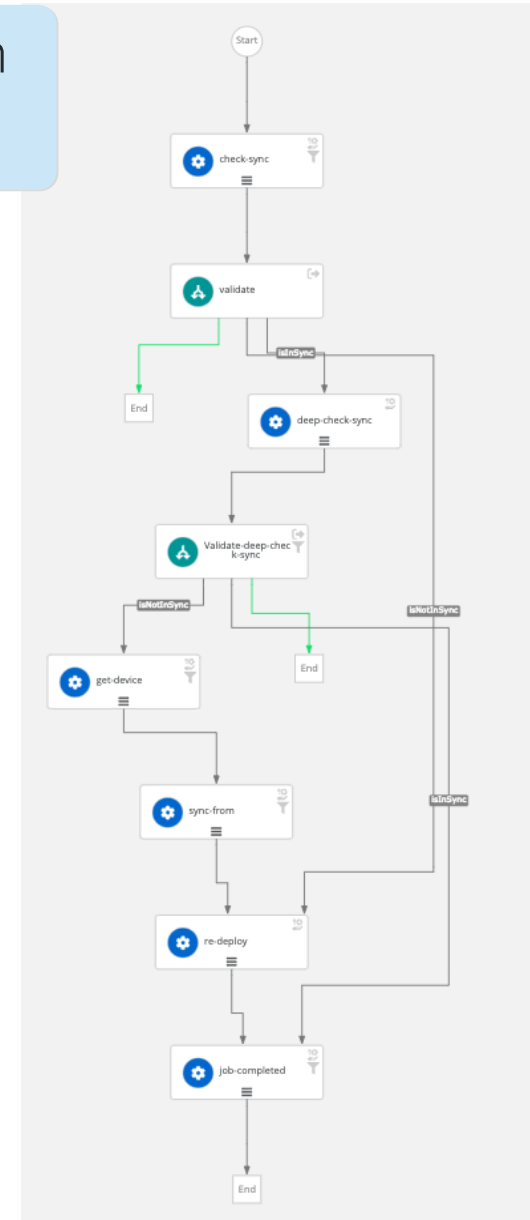 n
Start
check-sync
validate
isInSync
End
deep-check-sync
Validate-deep-chec
k-sync
isNotInSync
isNotInSync
End
get-device
isInSync
sync-from
re-deploy
job-completed
End